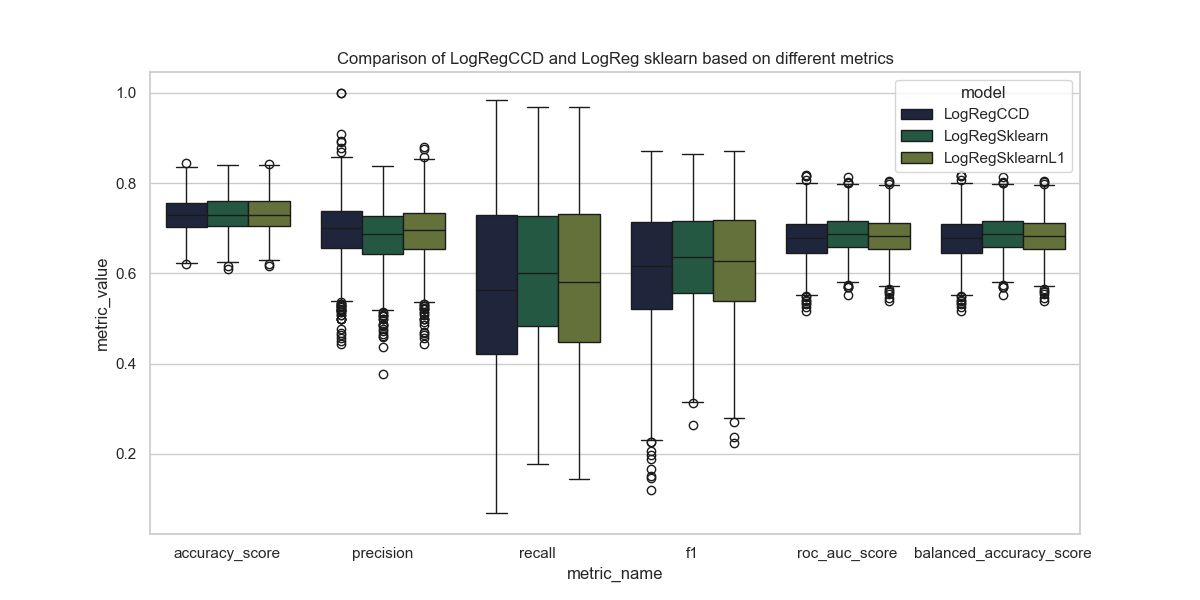 Comparison of LogRegCCD and LogReg sklearn based on different metrics
model
LogRegCCD
LogRegSklearn
LogRegSklearnL1
1.0
0.8
0.6
0.4
0.2
metric_value
accuracy_score precision recall f1 roc_auc_score balanced_accuracy_score
metric_name